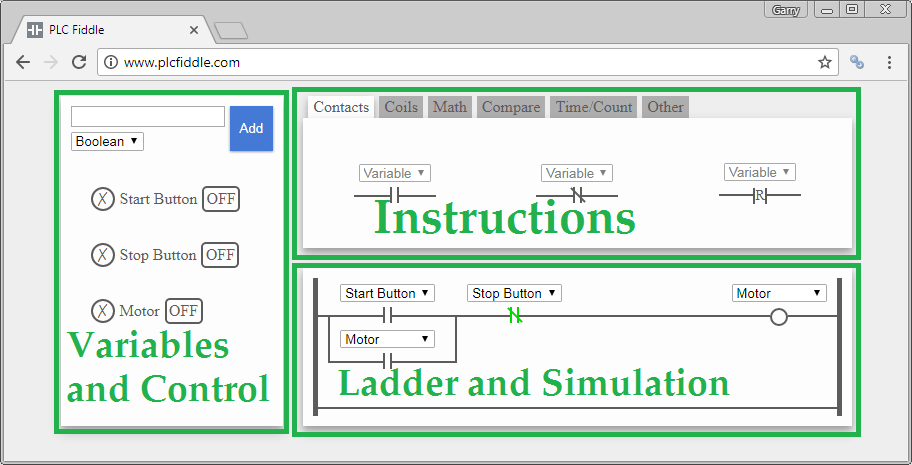 Garry
PLC Fiddle
www.plcfiddle.com
Add
Boolean
X Start Button OFF
X Stop Button OFF
X Motor OFF
Variables
and Control
Contacts Coils Math Compare Time/Count Other
Variable Variable Variable
R
Instructions
Start Button Stop Button Motor
Motor
Ladder and Simulation